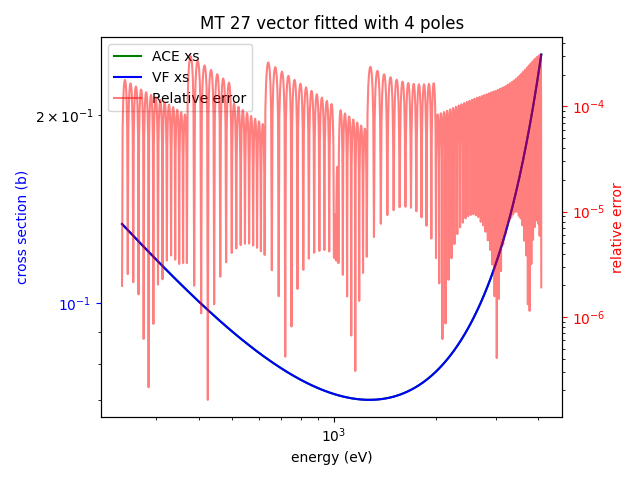 MT 27 vector fitted with 4 poles
ACE xs
VF xs
Relative error
2 × 10⁻¹
10⁻¹
cross section (b)
10⁻⁴
10⁻⁵
10⁻⁶
relative error
10³
energy (eV)